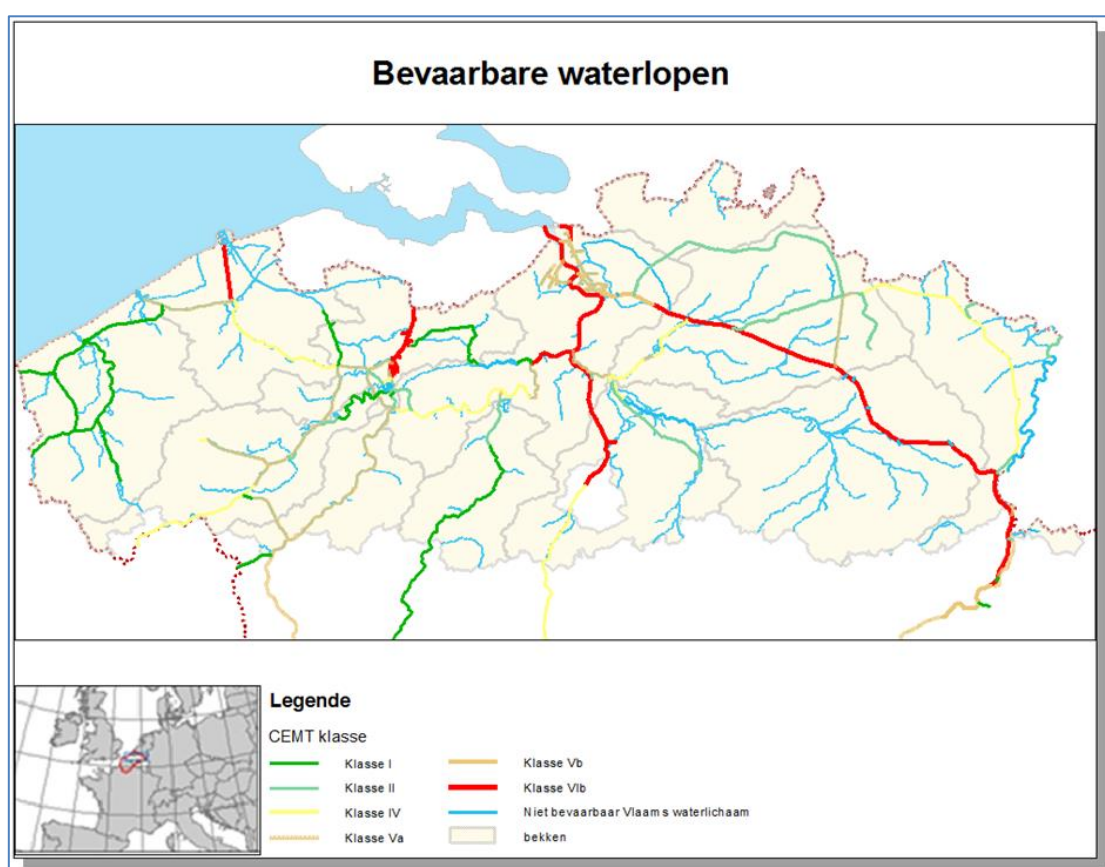 Bevaarbare waterlopen
Legende
CEMT klasse
Klasse I
Klasse II
Klasse IV
Klasse Va
Klasse Vb
Klasse VIb
Niet bevaarbaar Vlaams waterlichaam
bekken